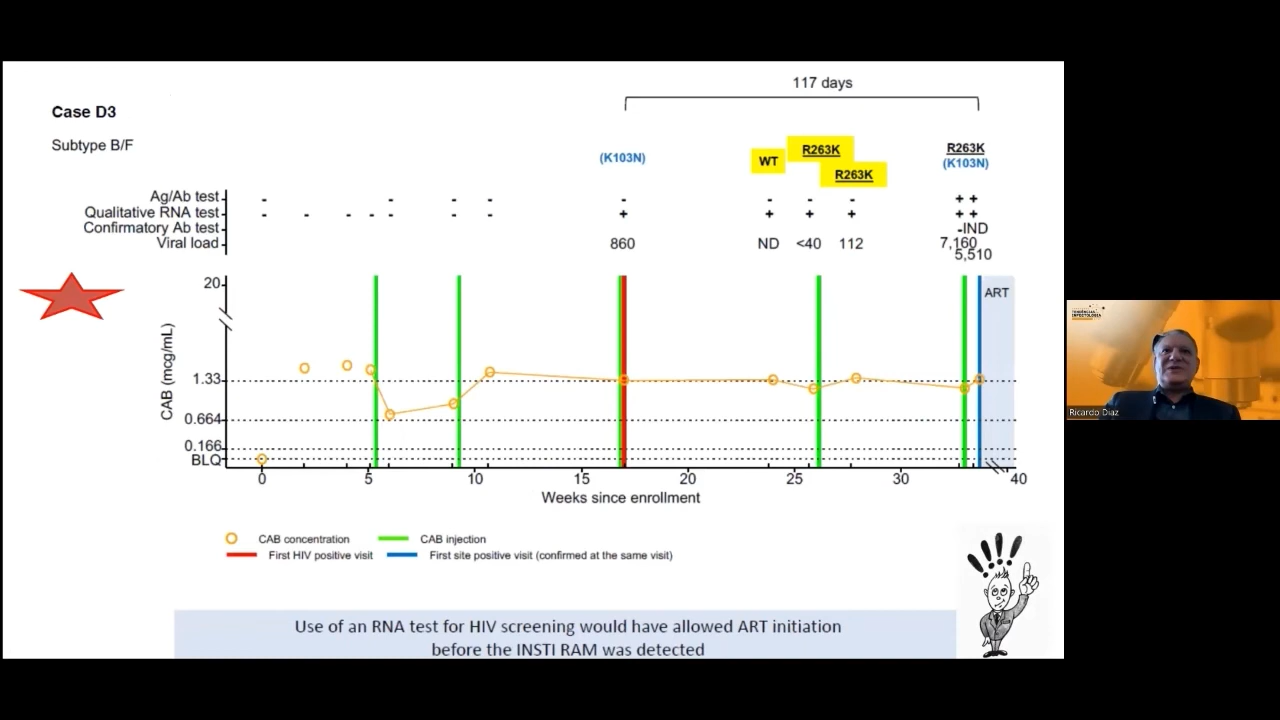 117 days
Case D3
Subtype B/F
(K103N)
WT
R263K
R263K
R263K
(K103N)
Ag/Ab test - - - - - - - - ++
Qualitative RNA test - - - - - - - + + + + ++
Confirmatory Ab test -IND
Viral load 860 ND <40 112 7,160
5,510
20
1.33
0.664
0.166
BLQ
CAB (mcg/mL)
ART
0 5 10 15 20 25 30 40
Weeks since enrollment
CAB concentration CAB injection
First HIV positive visit First site positive visit (confirmed at the same visit)
Use of an RNA test for HIV screening would have allowed ART initiation
before the INSTI RAM was detected
TENDÊNCIAS
INFECTOLOGIA
Ricardo Diaz